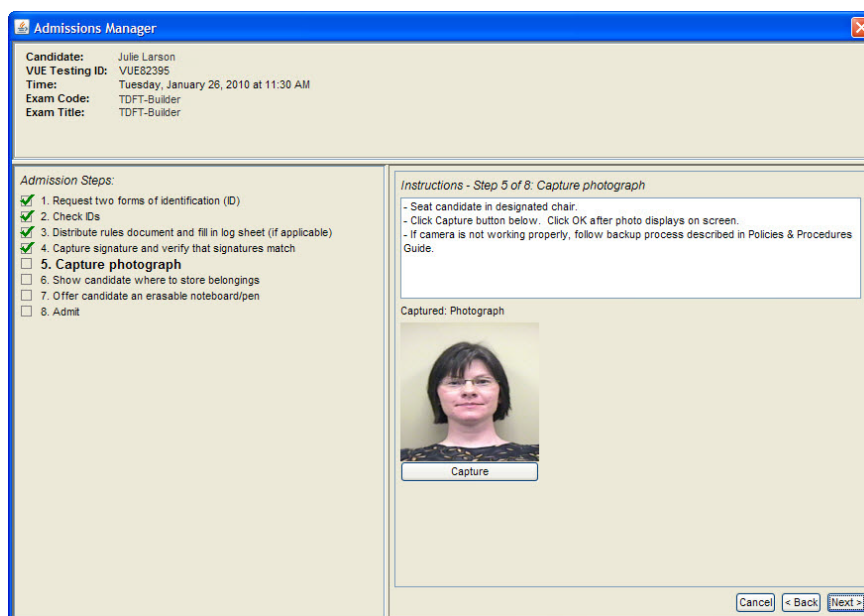 Admissions Manager
Candidate: Julie Larson
VUE Testing ID: VUE82395
Time: Tuesday, January 26, 2010 at 11:30 AM
Exam Code: TDFT-Builder
Exam Title: TDFT-Builder
Admission Steps:
1. Request two forms of identification (ID)
2. Check IDs
3. Distribute rules document and fill in log sheet (if applicable)
4. Capture signature and verify that signatures match
5. Capture photograph
6. Show candidate where to store belongings
7. Offer candidate an erasable noteboard/pen
8. Admit
Instructions - Step 5 of 8: Capture photograph
- Seat candidate in designated chair.
- Click Capture button below.  Click OK after photo displays on screen.
- If camera is not working properly, follow backup process described in Policies & Procedures
Guide.
Captured: Photograph
Capture
Cancel < Back Next >